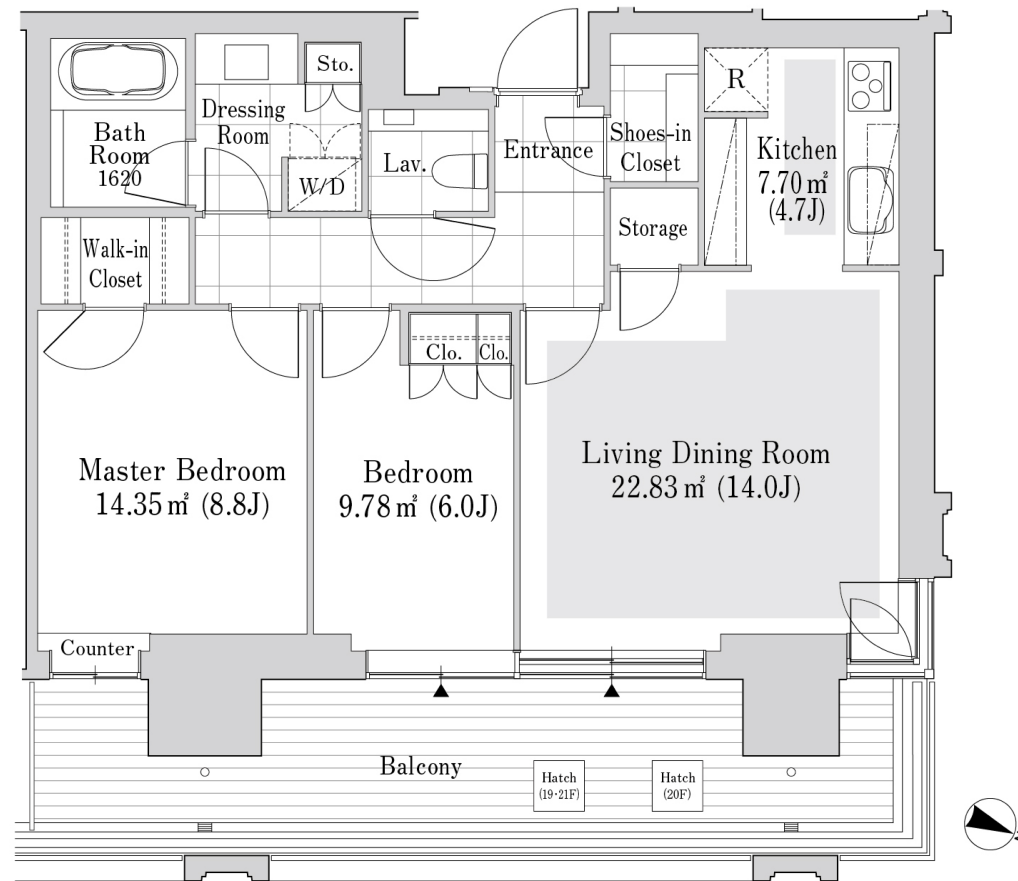 Bath
Room
1620
Dressing
Room
Sto.
W/D
Lav.
Entrance
Shoes-in
Closet
Storage
R
Kitchen
7.70㎡
(4.7J)
Walk-in
Closet
Clo.
Clo.
Master Bedroom
14.35㎡ (8.8J)
Bedroom
9.78㎡ (6.0J)
Living Dining Room
22.83㎡ (14.0J)
Counter
Balcony
Hatch
(19·21F)
Hatch
(20F)